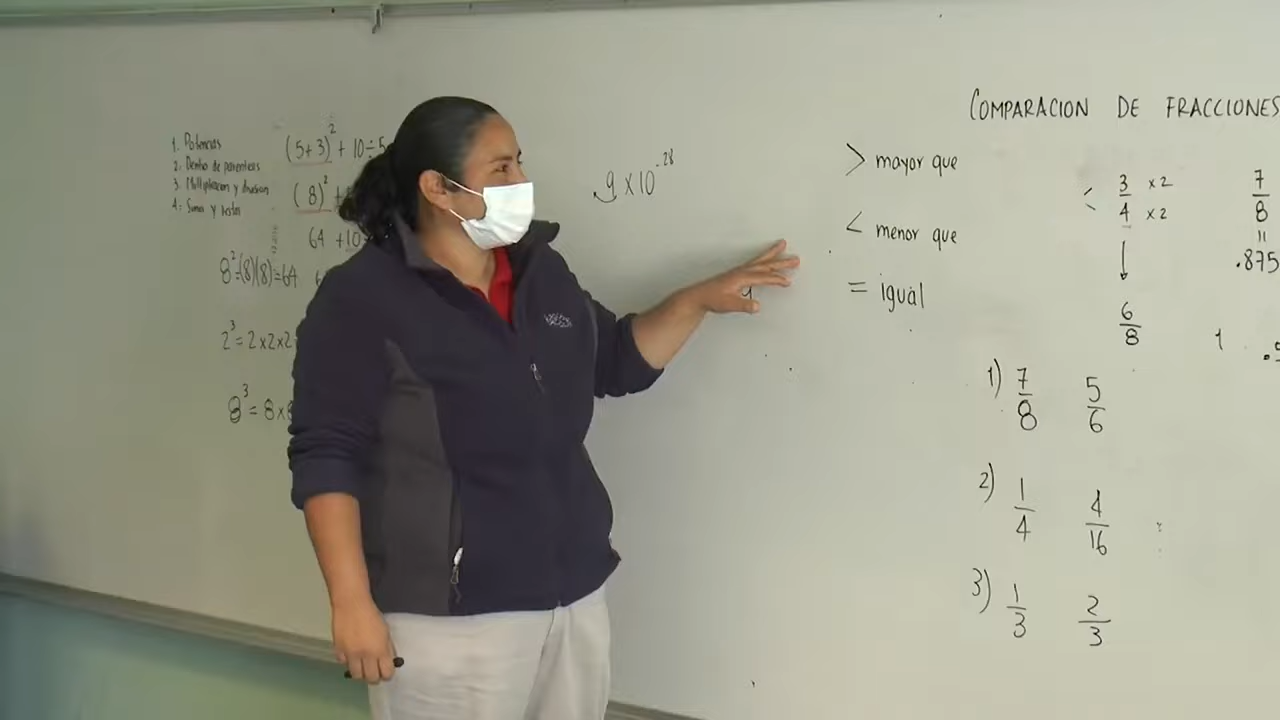 1. Potencias
2. Dentro de parentesis
3. Multiplicacion y division
4. Suma y restas
(5+3)² + 10÷5
(8)² +
64 + 10
8²=(8)(8)=64
2³ = 2x2x2
8³ = 8x8
9 x 10⁻²⁸
> mayor que
< menor que
= igual
COMPARACION DE FRACCIONES
3/4 x2 x2
6/8
7/8
=
.875
1) 7/8 5/6
2) 1/4 4/16
3) 1/3 2/3